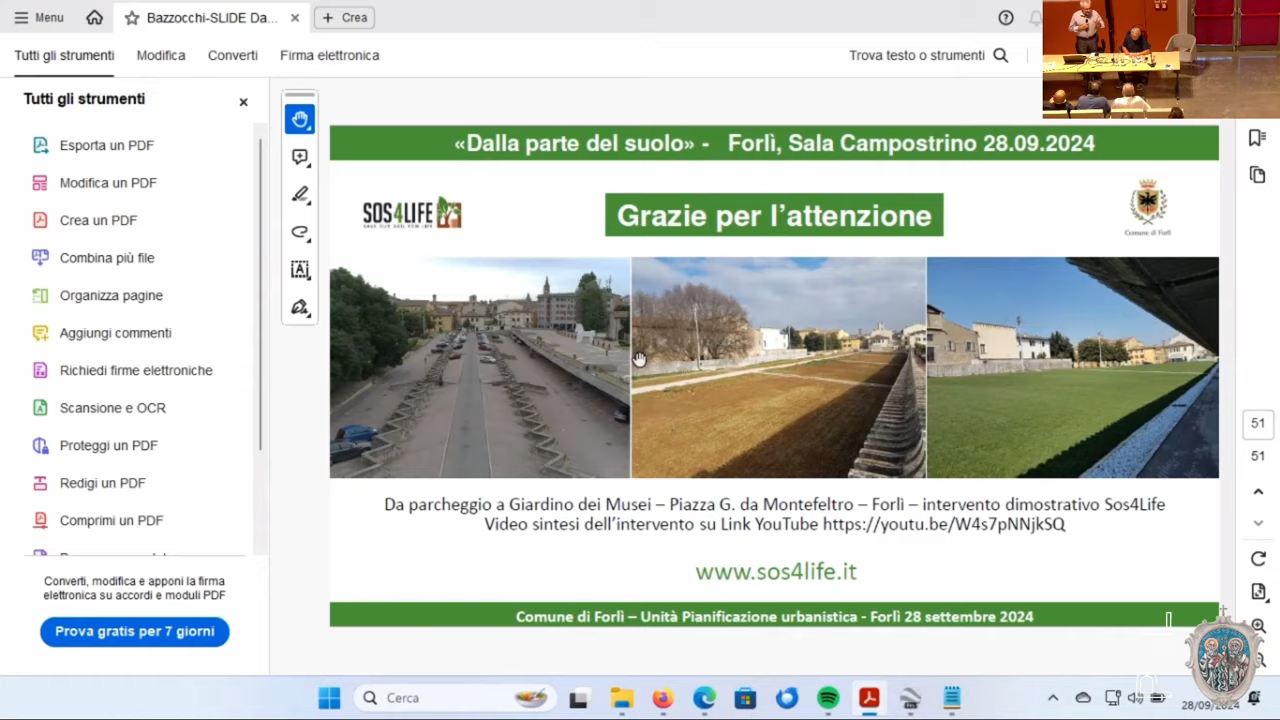 Menu
Bazzocchi-SLIDE Da...
Crea
Tutti gli strumenti
Modifica
Converti
Firma elettronica
Trova testo o strumenti
Tutti gli strumenti
Esporta un PDF
Modifica un PDF
Crea un PDF
Combina più file
Organizza pagine
Aggiungi commenti
Richiedi firme elettroniche
Scansione e OCR
Proteggi un PDF
Redigi un PDF
Comprimi un PDF
Converti, modifica e apponi la firma
elettronica su accordi e moduli PDF
Prova gratis per 7 giorni
«Dalla parte del suolo» - Forlì, Sala Campostrino 28.09.2024
SOS4LIFE
Grazie per l'attenzione
Comune di Forlì
Da parcheggio a Giardino dei Musei – Piazza G. da Montefeltro – Forlì – intervento dimostrativo Sos4Life
Video sintesi dell'intervento su Link YouTube https://youtu.be/W4s7pNNjkSQ
www.sos4life.it
Comune di Forlì – Unità Pianificazione urbanistica - Forlì 28 settembre 2024
51
51
Cerca
28/09/2024